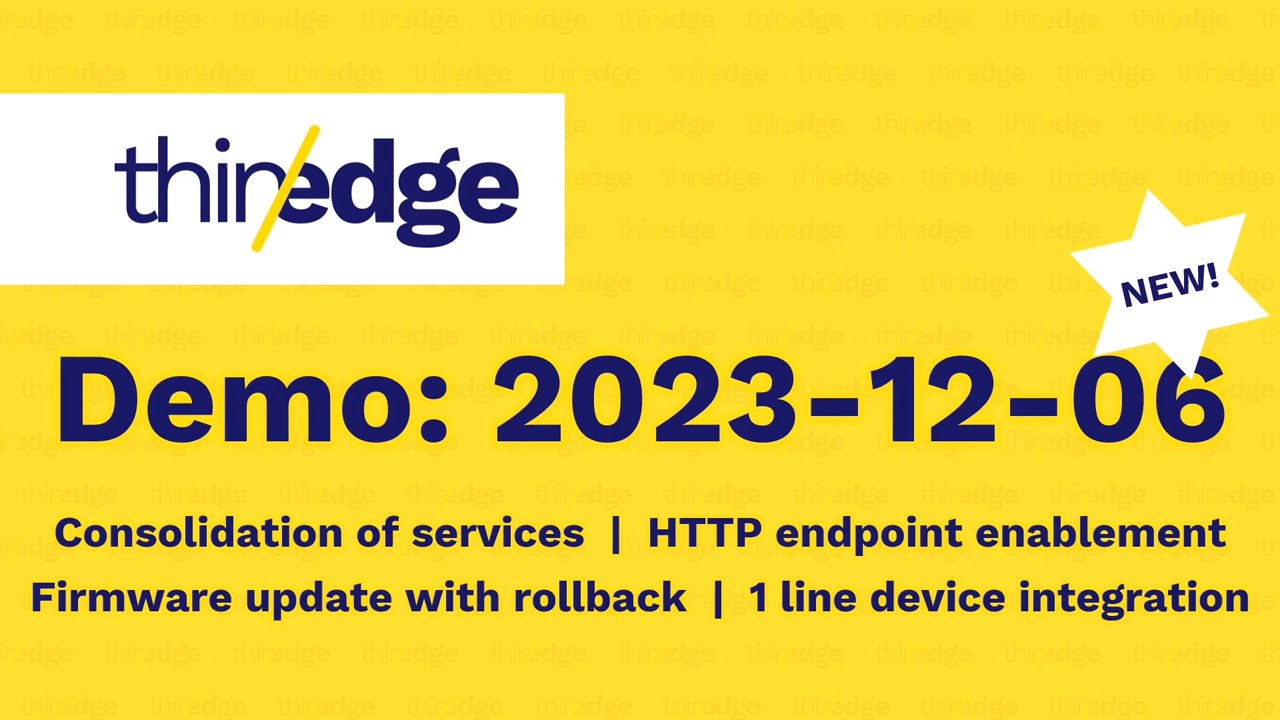 thin/edge
NEW!
Demo: 2023-12-06
Consolidation of services | HTTP endpoint enablement
Firmware update with rollback | 1 line device integration